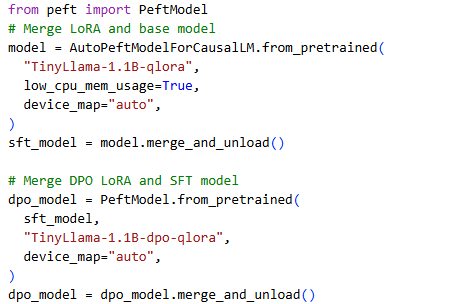 from peft import PeftModel
# Merge LoRA and base model
model = AutoPeftModelForCausalLM.from_pretrained(
  "TinyLlama-1.1B-qlora",
  low_cpu_mem_usage=True,
  device_map="auto",
)
sft_model = model.merge_and_unload()

# Merge DPO LoRA and SFT model
dpo_model = PeftModel.from_pretrained(
  sft_model,
  "TinyLlama-1.1B-dpo-qlora",
  device_map="auto",
)
dpo_model = dpo_model.merge_and_unload()